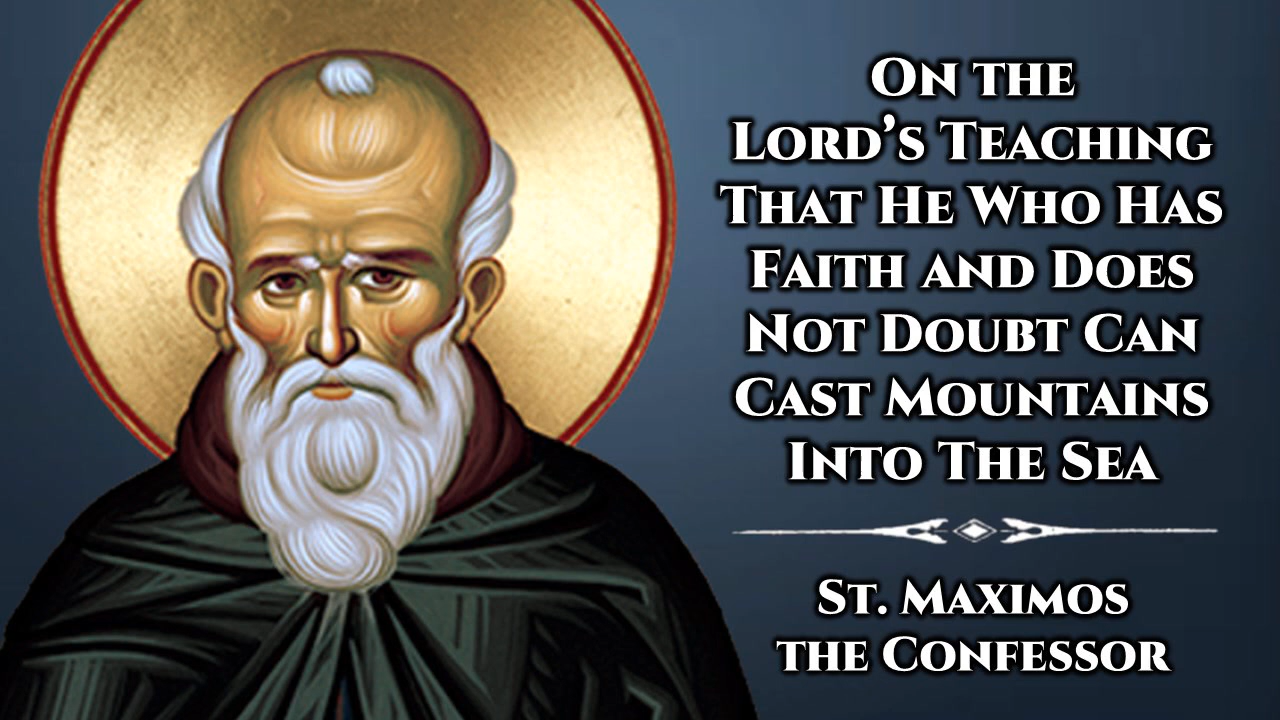 On the
Lord's Teaching
That He Who Has
Faith and Does
Not Doubt Can
Cast Mountains
Into The Sea
St. Maximos
the Confessor